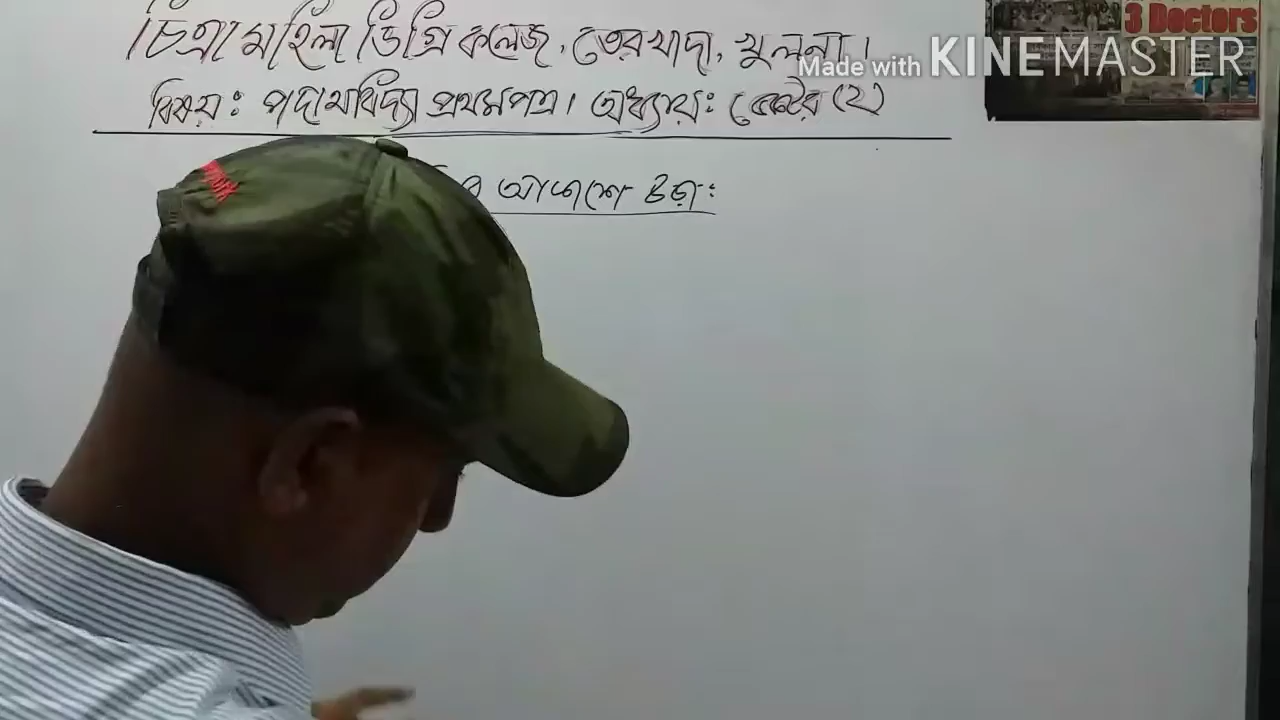 চিত্রা মহিলা ডিগ্রি কলেজ, তেরখাদা, খুলনা।
Made with KINEMASTER
3 Doctors
বিষয়ঃ পদার্থবিদ্যা প্রথমপত্র। অধ্যায়ঃ ভেক্টর (২)
আকাশে উড়াঃ